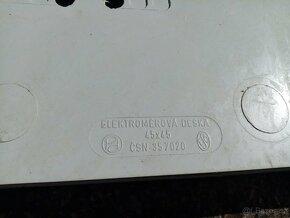 ELEKTROMĚROVÁ DESKA
45x45
ČSN 357020